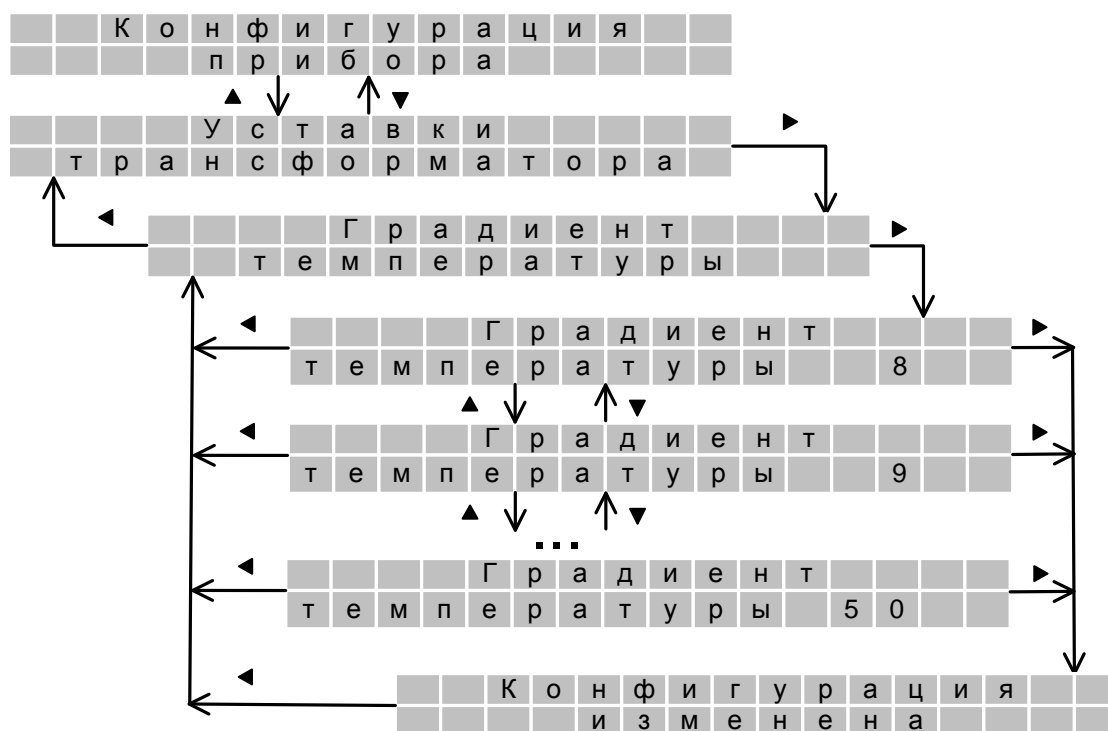 Конфигурация
прибора
▲ ▼
Уставки
трансформатора
►
◄
Градиент
температуры
►
◄
Градиент
температуры 8
►
▲ ▼
◄
Градиент
температуры 9
►
▲ ▼
...
◄
Градиент
температуры 50
►
◄
Конфигурация
изменена